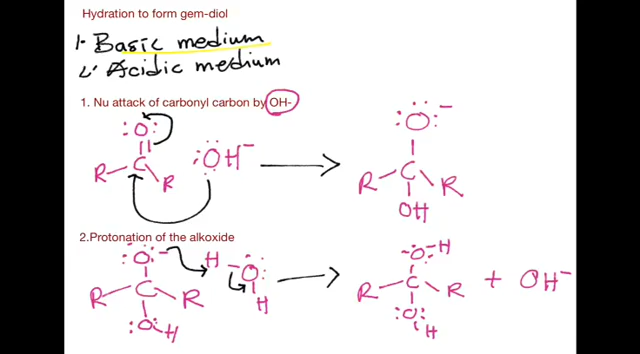 Hydration to form gem-diol
1- Basic medium
2- Acidic medium
1. Nu attack of carbonyl carbon by OH-
:O: :O: -
C :OH- C
R R R R
OH
2.Protonation of the alkoxide
:O: - H - O: :O - H
R C R H R C R + OH-
:O: H :O: H